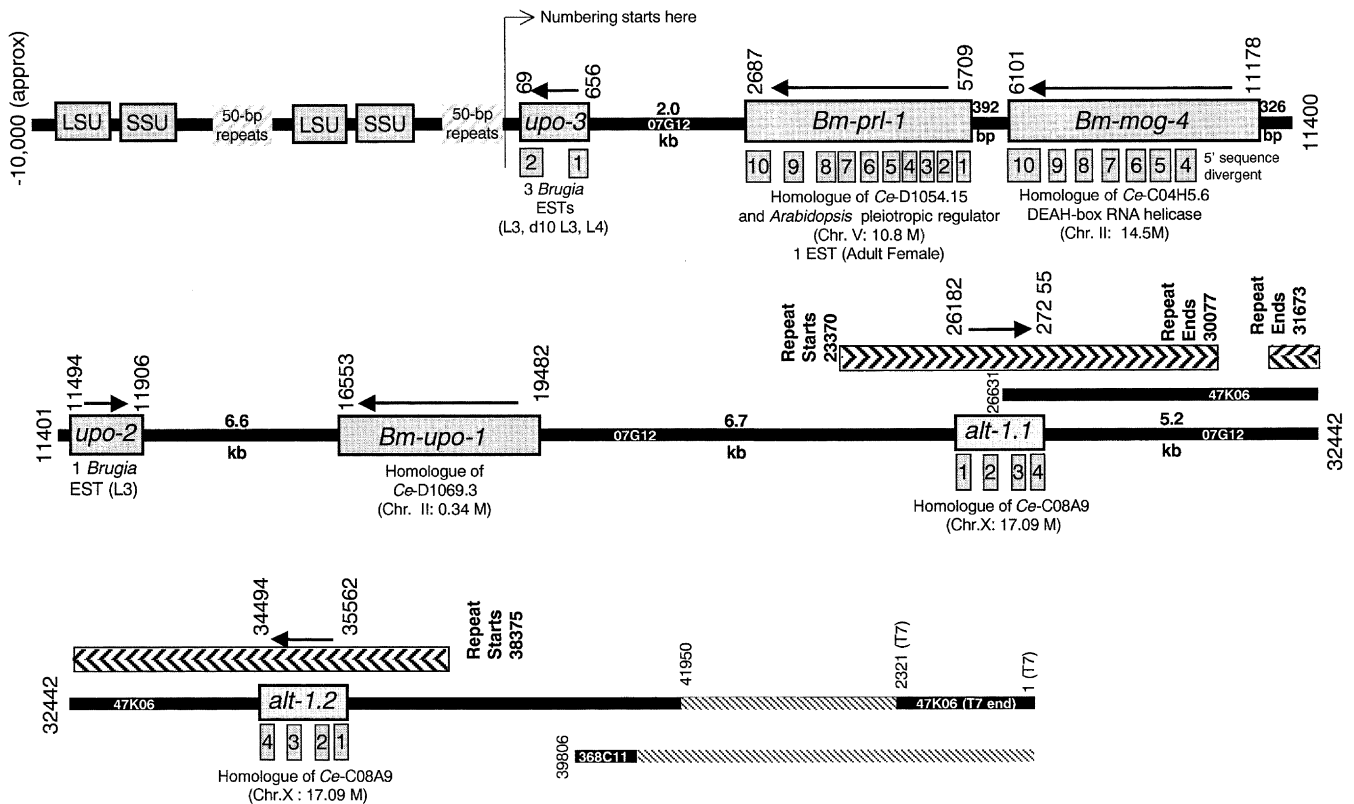 Numbering starts here
-10,000 (approx)
LSU
SSU
50-bp
repeats
LSU
SSU
50-bp
repeats
69
656
upo-3
2.0
07G12
kb
2687
5709
Bm-prl-1
392
bp
6101
11178
Bm-mog-4
326
bp
11400
2 1
3 Brugia
ESTs
(L3, d10 L3, L4)
10 9 8 7 6 5 4 3 2 1
Homologue of Ce-D1054.15
and Arabidopsis pleiotropic regulator
(Chr. V: 10.8 M)
1 EST (Adult Female)
10 9 8 7 6 5 4
5' sequence
divergent
Homologue of Ce-C04H5.6
DEAH-box RNA helicase
(Chr. II: 14.5M)
Repeat
Starts
23370
26182
272 55
Repeat
Ends
30077
Repeat
Ends
31673
26631
47K06
11401
11494
11906
upo-2
6.6
kb
16553
19482
Bm-upo-1
07G12
6.7
kb
alt-1.1
5.2
kb
07G12
32442
1 Brugia
EST (L3)
Homologue of
Ce-D1069.3
(Chr. II: 0.34 M)
1 2 3 4
Homologue of Ce-C08A9
(Chr.X: 17.09 M)
34494
35562
Repeat
Starts
38375
32442
47K06
alt-1.2
41950
2321 (T7)
47K06 (T7 end)
1 (T7)
4 3 2 1
39806
368C11
Homologue of Ce-C08A9
(Chr.X : 17.09 M)